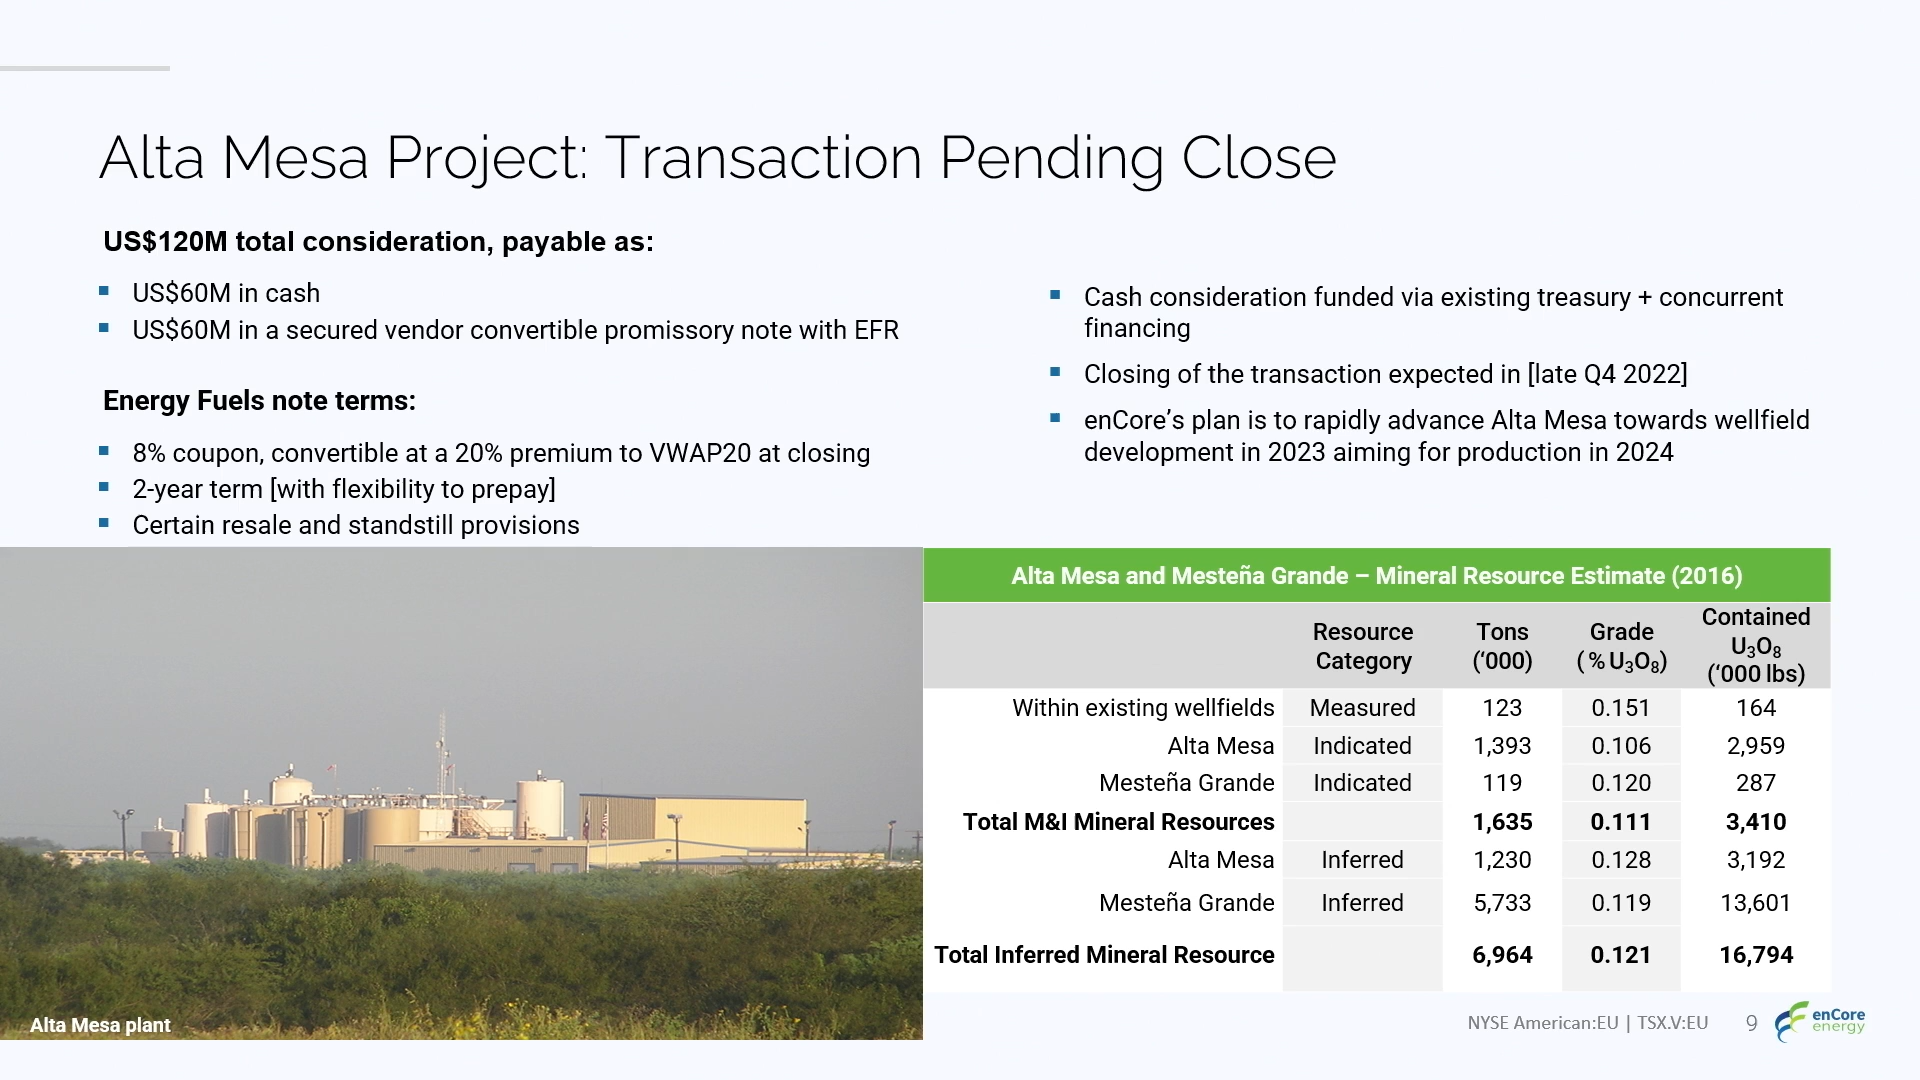 Alta Mesa Project: Transaction Pending Close
US$120M total consideration, payable as:
US$60M in cash
US$60M in a secured vendor convertible promissory note with EFR
Energy Fuels note terms:
8% coupon, convertible at a 20% premium to VWAP20 at closing
2-year term [with flexibility to prepay]
Certain resale and standstill provisions
Cash consideration funded via existing treasury + concurrent
financing
Closing of the transaction expected in [late Q4 2022]
enCore’s plan is to rapidly advance Alta Mesa towards wellfield
development in 2023 aiming for production in 2024
Alta Mesa plant
Alta Mesa and Mesteña Grande – Mineral Resource Estimate (2016)
Resource Category Tons (‘000) Grade (% U₃O₈) Contained U₃O₈ (‘000 lbs)
Within existing wellfields Measured 123 0.151 164
Alta Mesa Indicated 1,393 0.106 2,959
Mesteña Grande Indicated 119 0.120 287
Total M&I Mineral Resources 1,635 0.111 3,410
Alta Mesa Inferred 1,230 0.128 3,192
Mesteña Grande Inferred 5,733 0.119 13,601
Total Inferred Mineral Resource 6,964 0.121 16,794
NYSE American:EU | TSX.V:EU 9
enCore
energy